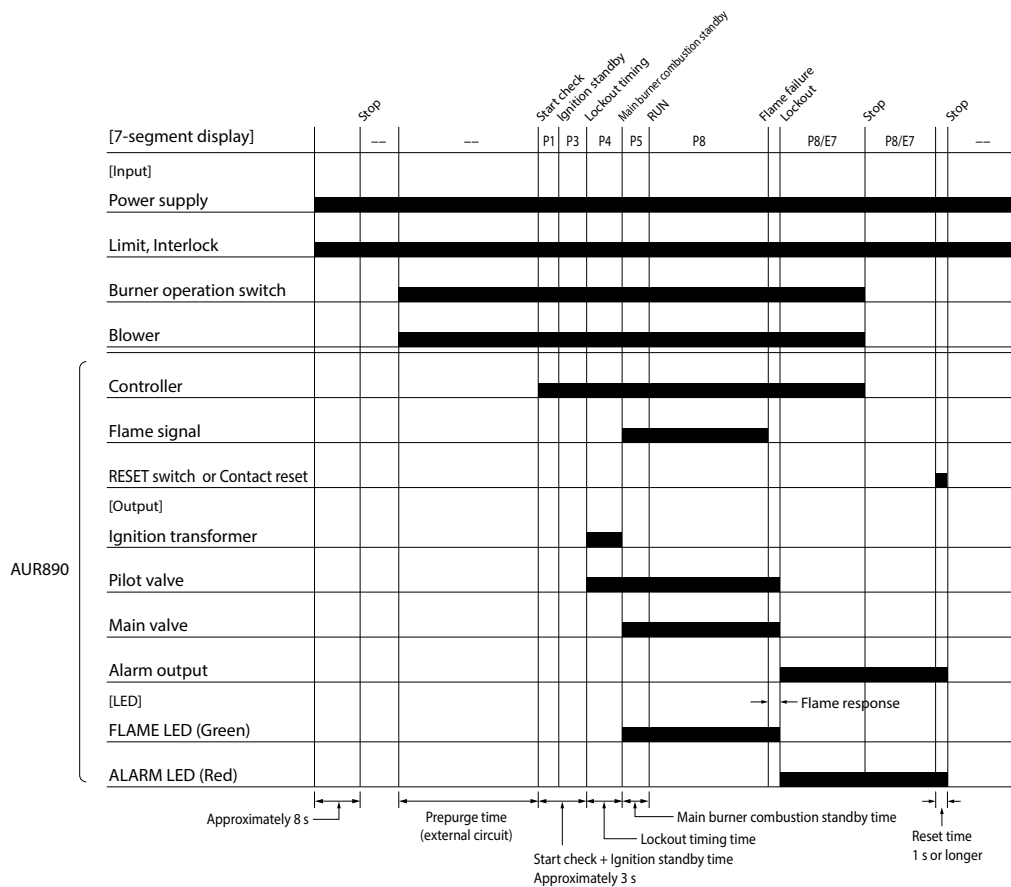 Stop
Start check
Ignition standby
Lockout timing
Main burner combustion standby
RUN
Flame failure
Lockout
Stop
Stop
[7-segment display] -- -- P1 P3 P4 P5 P8 P8/E7 P8/E7 --
[Input]
Power supply
Limit, Interlock
Burner operation switch
Blower
AUR890
Controller
Flame signal
RESET switch or Contact reset
[Output]
Ignition transformer
Pilot valve
Main valve
Alarm output
[LED]
Flame response
FLAME LED (Green)
ALARM LED (Red)
Approximately 8 s
Prepurge time
(external circuit)
Main burner combustion standby time
Lockout timing time
Start check + Ignition standby time
Approximately 3 s
Reset time
1 s or longer